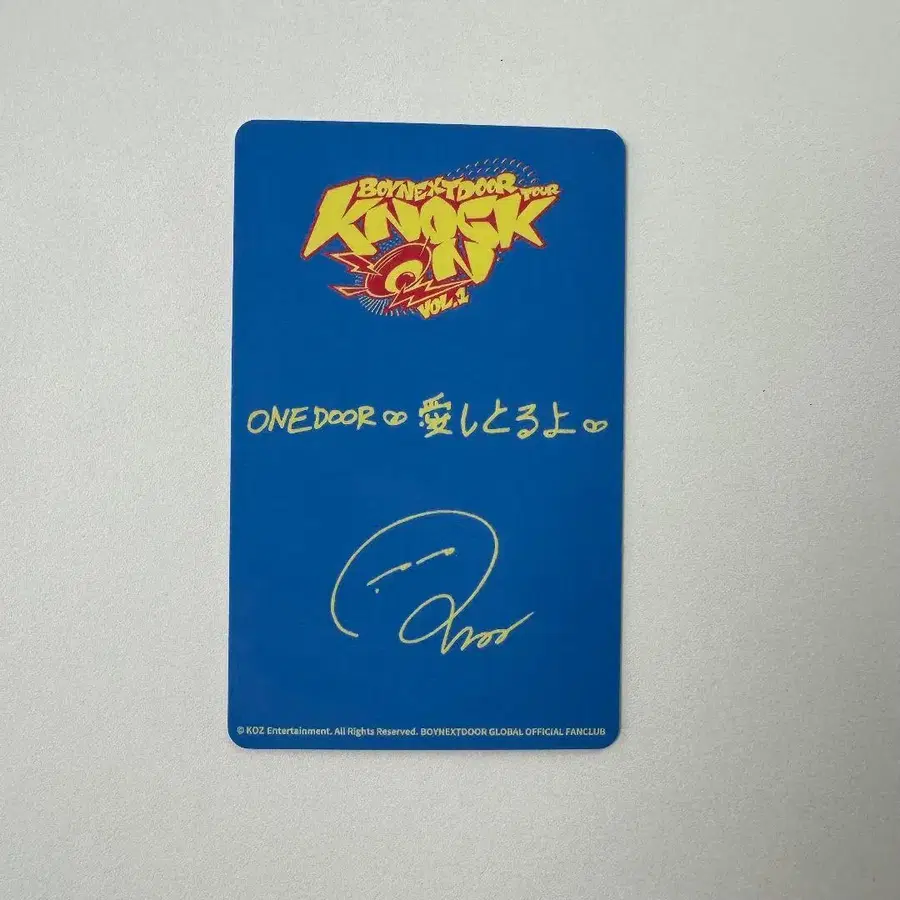 BOYNEXTDOOR TOUR
KNOCK
ON
VOL.1
ONEDOOR∞ 愛しとるよ∞
© KOZ Entertainment. All Rights Reserved. BOYNEXTDOOR GLOBAL OFFICIAL FANCLUB